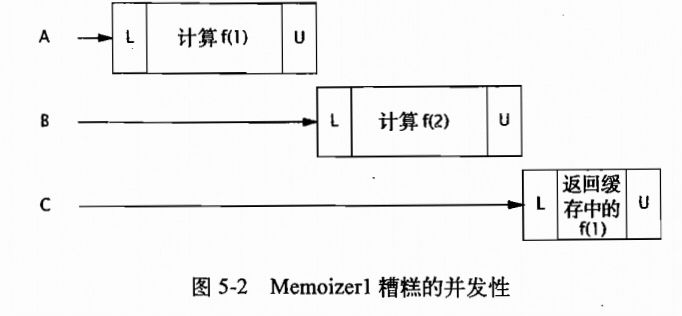 A L 计算 f(1) U
B L 计算 f(2) U
C L 返回缓存中的f(1) U
图 5-2 Memoizer1 糟糕的并发性